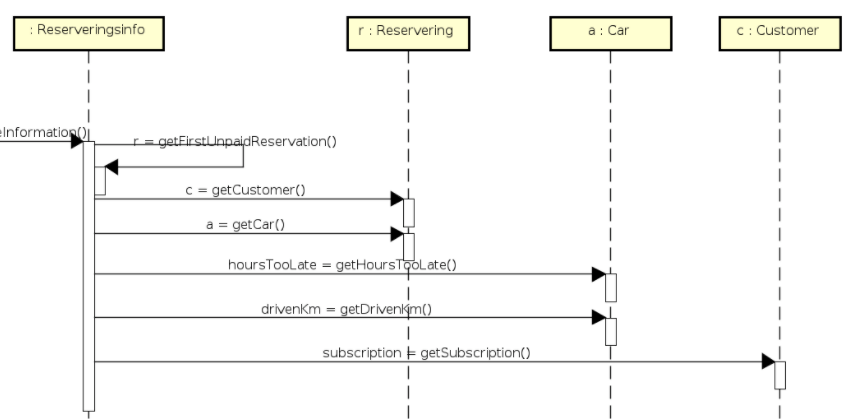 : Reserveringsinfo
r : Reservering
a : Car
c : Customer
eInformation()
r = getFirstUnpaidReservation()
c = getCustomer()
a = getCar()
hoursTooLate = getHoursTooLate()
drivenKm = getDrivenKm()
subscription = getSubscription()